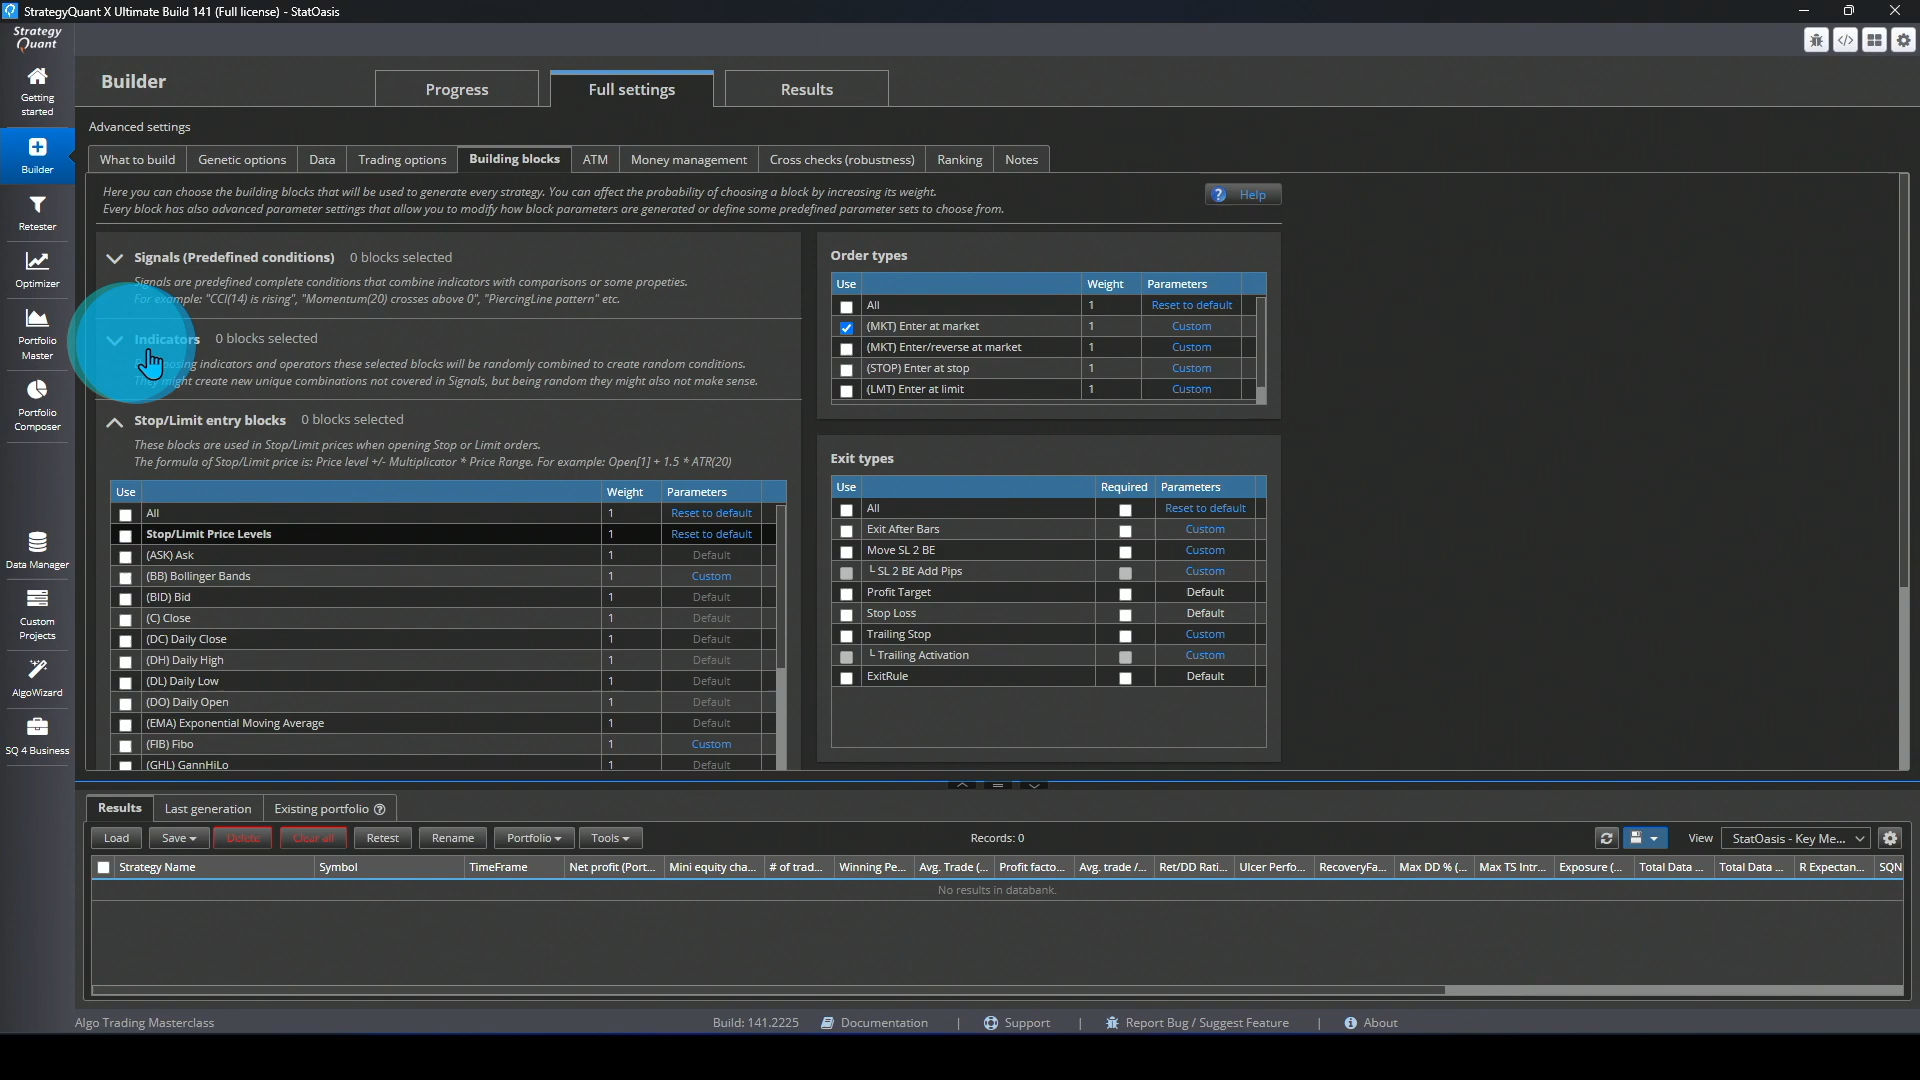 StrategyQuant X Ultimate Build 141 (Full license) - StatOasis
Strategy
Quant
Getting
started
Builder
Retester
Optimizer
Portfolio
Master
Portfolio
Composer
Data Manager
Custom
Projects
AlgoWizard
SQ 4 Business
Builder
Progress
Full settings
Results
Advanced settings
What to build
Genetic options
Data
Trading options
Building blocks
ATM
Money management
Cross checks (robustness)
Ranking
Notes
Here you can choose the building blocks that will be used to generate every strategy. You can affect the probability of choosing a block by increasing its weight.
Every block has also advanced parameter settings that allow you to modify how block parameters are generated or define some predefined parameter sets to choose from.
? Help
Signals (Predefined conditions) 0 blocks selected
Signals are predefined complete conditions that combine indicators with comparisons or some propeties.
For example: "CCI(14) is rising", "Momentum(20) crosses above 0", "PiercingLine pattern" etc.
Indicators 0 blocks selected
indicators and operators these selected blocks will be randomly combined to create random conditions.
They might create new unique combinations not covered in Signals, but being random they might also not make sense.
Stop/Limit entry blocks 0 blocks selected
These blocks are used in Stop/Limit prices when opening Stop or Limit orders.
The formula of Stop/Limit price is: Price level +/- Multiplicator * Price Range. For example: Open[1] + 1.5 * ATR(20)
Use Weight Parameters
All 1 Reset to default
Stop/Limit Price Levels 1 Reset to default
(ASK) Ask 1 Default
(BB) Bollinger Bands 1 Custom
(BID) Bid 1 Default
(C) Close 1 Default
(DC) Daily Close 1 Default
(DH) Daily High 1 Default
(DL) Daily Low 1 Default
(DO) Daily Open 1 Default
(EMA) Exponential Moving Average 1 Default
(FIB) Fibo 1 Custom
(GHL) GannHiLo 1 Default
Order types
Use Weight Parameters
All 1 Reset to default
(MKT) Enter at market 1 Custom
(MKT) Enter/reverse at market 1 Custom
(STOP) Enter at stop 1 Custom
(LMT) Enter at limit 1 Custom
Exit types
Use Required Parameters
All Reset to default
Exit After Bars Custom
Move SL 2 BE Custom
└ SL 2 BE Add Pips Custom
Profit Target Default
Stop Loss Default
Trailing Stop Custom
└ Trailing Activation Custom
ExitRule Default
Results
Last generation
Existing portfolio ?
Load
Save
Delete
Clear all
Retest
Rename
Portfolio
Tools
Records: 0
View StatOasis - Key Me...
Strategy Name Symbol TimeFrame Net profit (Port... Mini equity cha... # of trad... Winning Pe... Avg. Trade (... Profit facto... Avg. trade /... Ret/DD Rati... Ulcer Perfo... RecoveryFa... Max DD % (... Max TS Intr... Exposure (... Total Data ... Total Data ... R Expectan... SQN
No results in databank.
Algo Trading Masterclass
Build: 141.2225
Documentation
|
Support
|
Report Bug / Suggest Feature
|
About